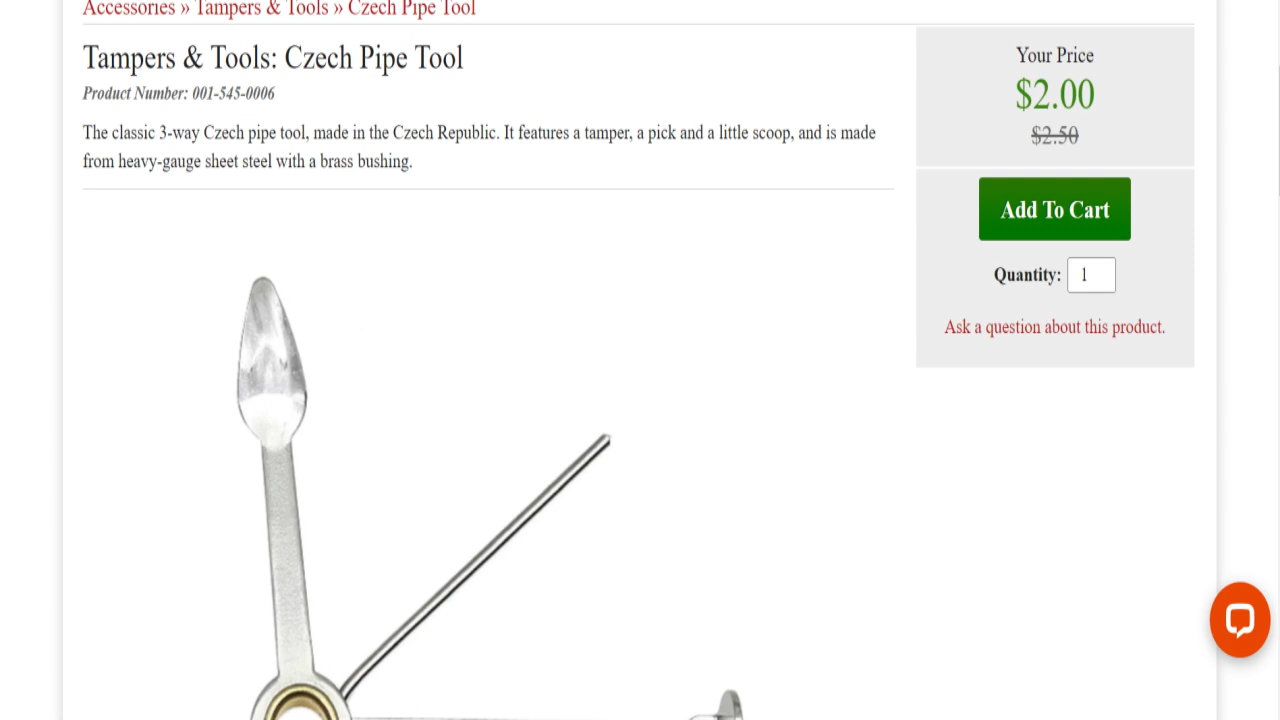 Accessories » Tampers & Tools » Czech Pipe Tool
Tampers & Tools: Czech Pipe Tool
Product Number: 001-545-0006
The classic 3-way Czech pipe tool, made in the Czech Republic. It features a tamper, a pick and a little scoop, and is made
from heavy-gauge sheet steel with a brass bushing.
Your Price
$2.00
$2.50
Add To Cart
Quantity: 1
Ask a question about this product.